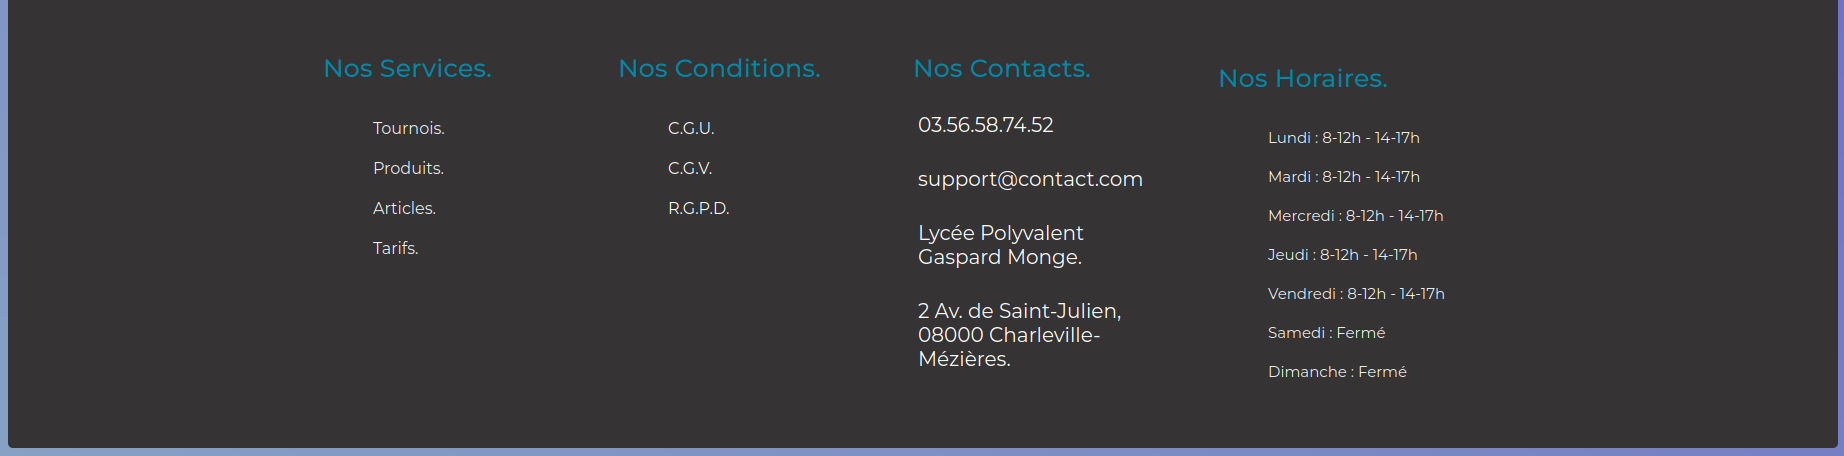 Nos Services.
Tournois.
Produits.
Articles.
Tarifs.
Nos Conditions.
C.G.U.
C.G.V.
R.G.P.D.
Nos Contacts.
03.56.58.74.52
support@contact.com
Lycée Polyvalent
Gaspard Monge.
2 Av. de Saint-Julien,
08000 Charleville-
Mézières.
Nos Horaires.
Lundi : 8-12h - 14-17h
Mardi : 8-12h - 14-17h
Mercredi : 8-12h - 14-17h
Jeudi : 8-12h - 14-17h
Vendredi : 8-12h - 14-17h
Samedi : Fermé
Dimanche : Fermé